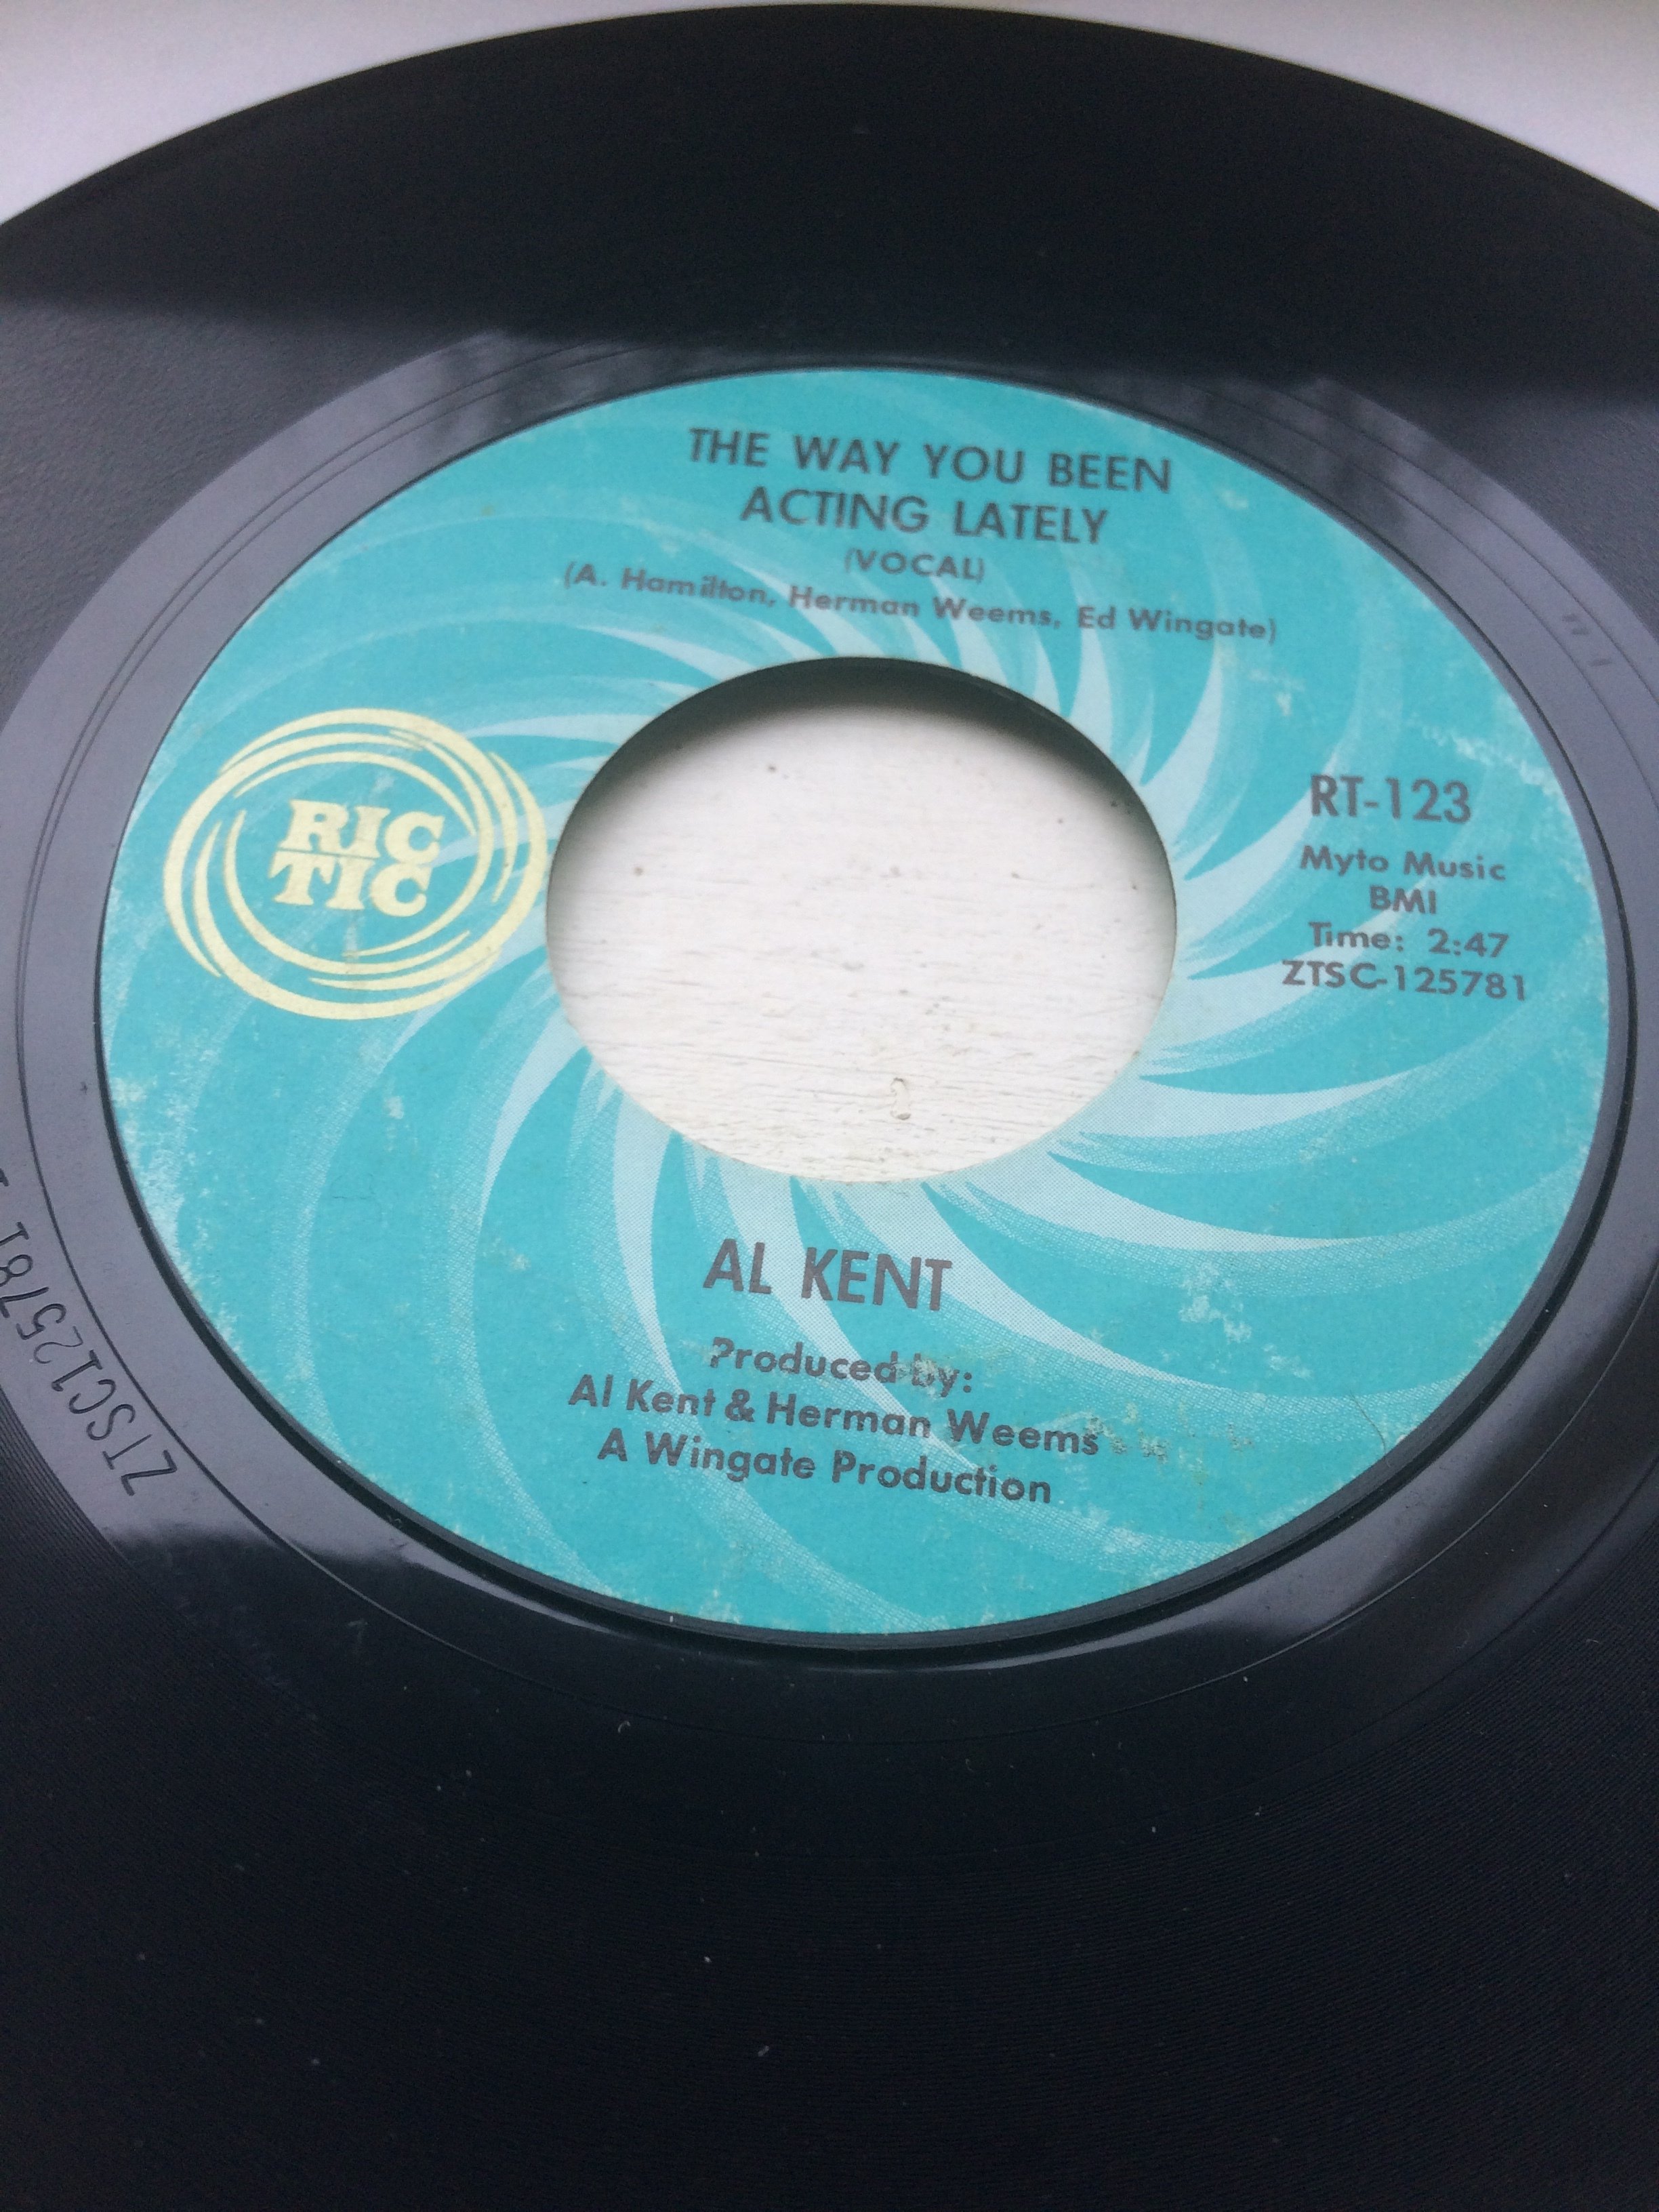 THE WAY YOU BEEN
ACTING LATELY
(VOCAL)
(A. Hamilton, Herman Weems, Ed Wingate)
RIC
TIC
RT-123
Myto Music
BMI
Time: 2:47
ZTSC-125781
AL KENT
Produced by:
Al Kent & Herman Weems
A Wingate Production
ZTSC125781